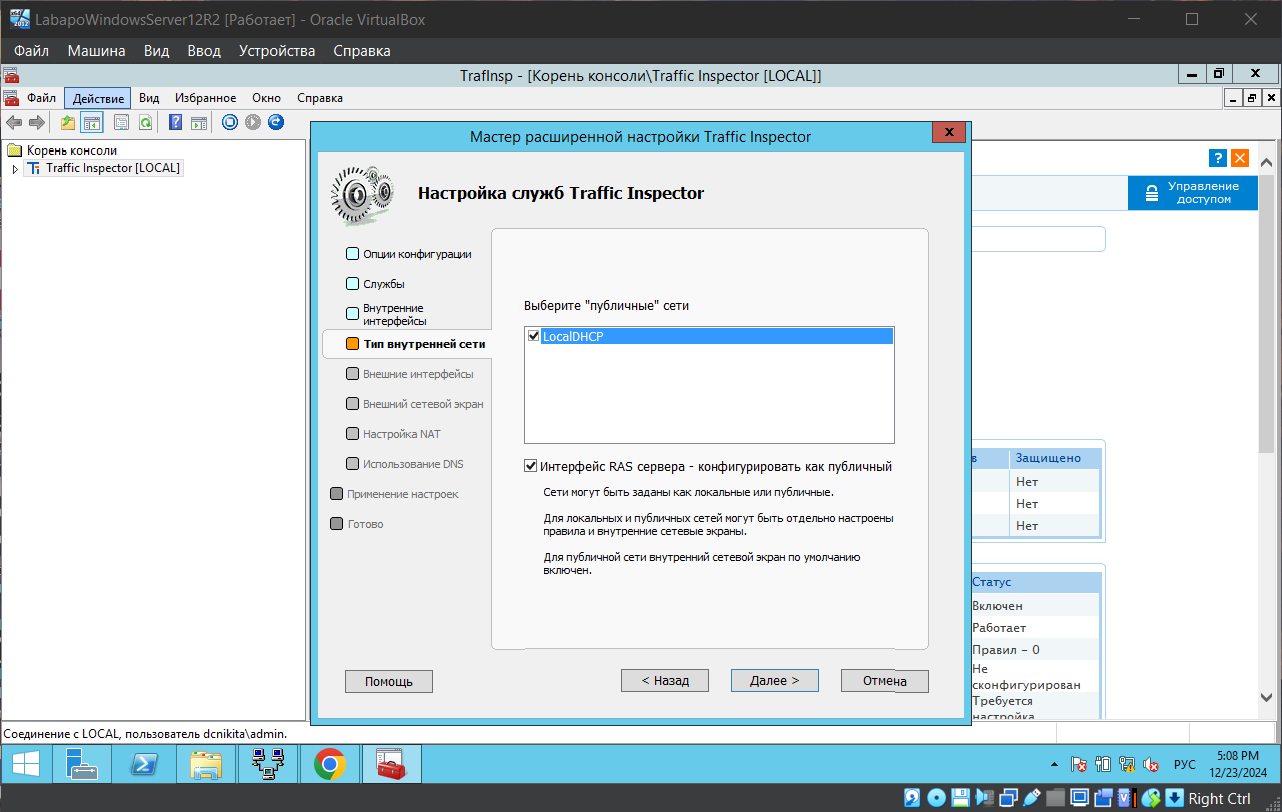 LabapoWindowsServer12R2 [Работает] - Oracle VirtualBox
Файл Машина Вид Ввод Устройства Справка
TrafInsp - [Корень консоли\Traffic Inspector [LOCAL]]
Файл Действие Вид Избранное Окно Справка
Корень консоли
Traffic Inspector [LOCAL]
Мастер расширенной настройки Traffic Inspector
Настройка служб Traffic Inspector
Опции конфигурации
Службы
Внутренние
интерфейсы
Тип внутренней сети
Внешние интерфейсы
Внешний сетевой экран
Настройка NAT
Использование DNS
Применение настроек
Готово
Выберите "публичные" сети
LocalDHCP
Интерфейс RAS сервера - конфигурировать как публичный
Сети могут быть заданы как локальные или публичные.
Для локальных и публичных сетей могут быть отдельно настроены
правила и внутренние сетевые экраны.
Для публичной сети внутренний сетевой экран по умолчанию
включен.
Помощь
< Назад
Далее >
Отмена
Управление
доступом
Защищено
Нет
Нет
Нет
Статус
Включен
Работает
Правил - 0
Не
сконфигурирован
Требуется
настройка
Соединение с LOCAL, пользователь dcnikita\admin.
РУС
5:08 PM
12/23/2024
Right Ctrl